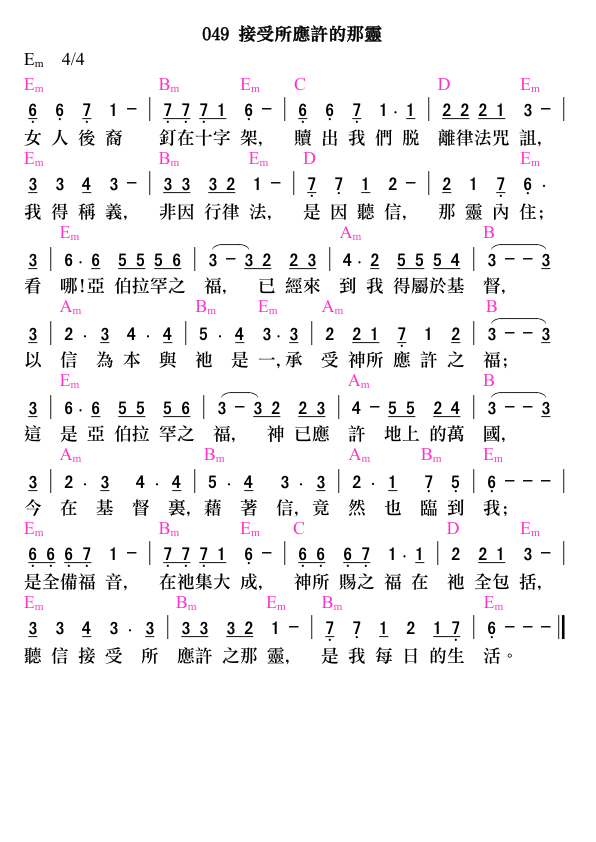 049 接受所應許的那靈
Em 4/4
Em Bm Em C D Em
6 6 7 1 － | 7 7 7 1 6 － | 6 6 7 1 · 1 | 2 2 2 1 3 － |
女 人 後 裔 釘在十字 架, 贖 出 我 們 脱 離律法咒 詛,
Em Bm Em D Em
3 3 4 3 － | 3 3 3 2 1 － | 7 7 1 2 － | 2 1 7 6 ·
我 得 稱 義, 非因 行律 法, 是 因 聽 信, 那 靈 內 住;
Em Am B
3 | 6 · 6 5 5 5 6 | 3 － 3 2 2 3 | 4 · 2 5 5 5 4 | 3 － － 3
看 哪!亞 伯拉罕之 福, 已 經來 到 我 得屬於基 督,
Am Bm Em Am B
3 | 2 · 3 4 · 4 | 5 · 4 3 · 3 | 2 2 1 7 1 2 | 3 － － 3
以 信 為 本 與 祂 是 一,承 受 神所 應 許 之 福;
Em Am B
3 | 6 · 6 5 5 5 6 | 3 － 3 2 2 3 | 4 － 5 5 2 4 | 3 － － 3
這 是 亞 伯拉 罕之 福, 神 已應 許 地上 的萬 國,
Am Bm Am Bm Em
3 | 2 · 3 4 · 4 | 5 · 4 3 · 3 | 2 · 1 7 5 | 6 － － －
今 在 基 督 裏, 藉 著 信, 竟 然 也 臨 到 我;
Em Bm Em C D Em
6 6 6 7 1 － | 7 7 7 1 6 － | 6 6 6 7 1 · 1 | 2 2 1 3 － |
是全備福 音, 在祂集大 成, 神所 賜之 福 在 祂 全包 括,
Em Bm Em Bm Em
3 3 4 3 · 3 | 3 3 3 2 1 － | 7 7 1 2 1 7 | 6 － － － ||
聽 信 接 受 所 應許 之那 靈, 是 我 每 日 的生 活。